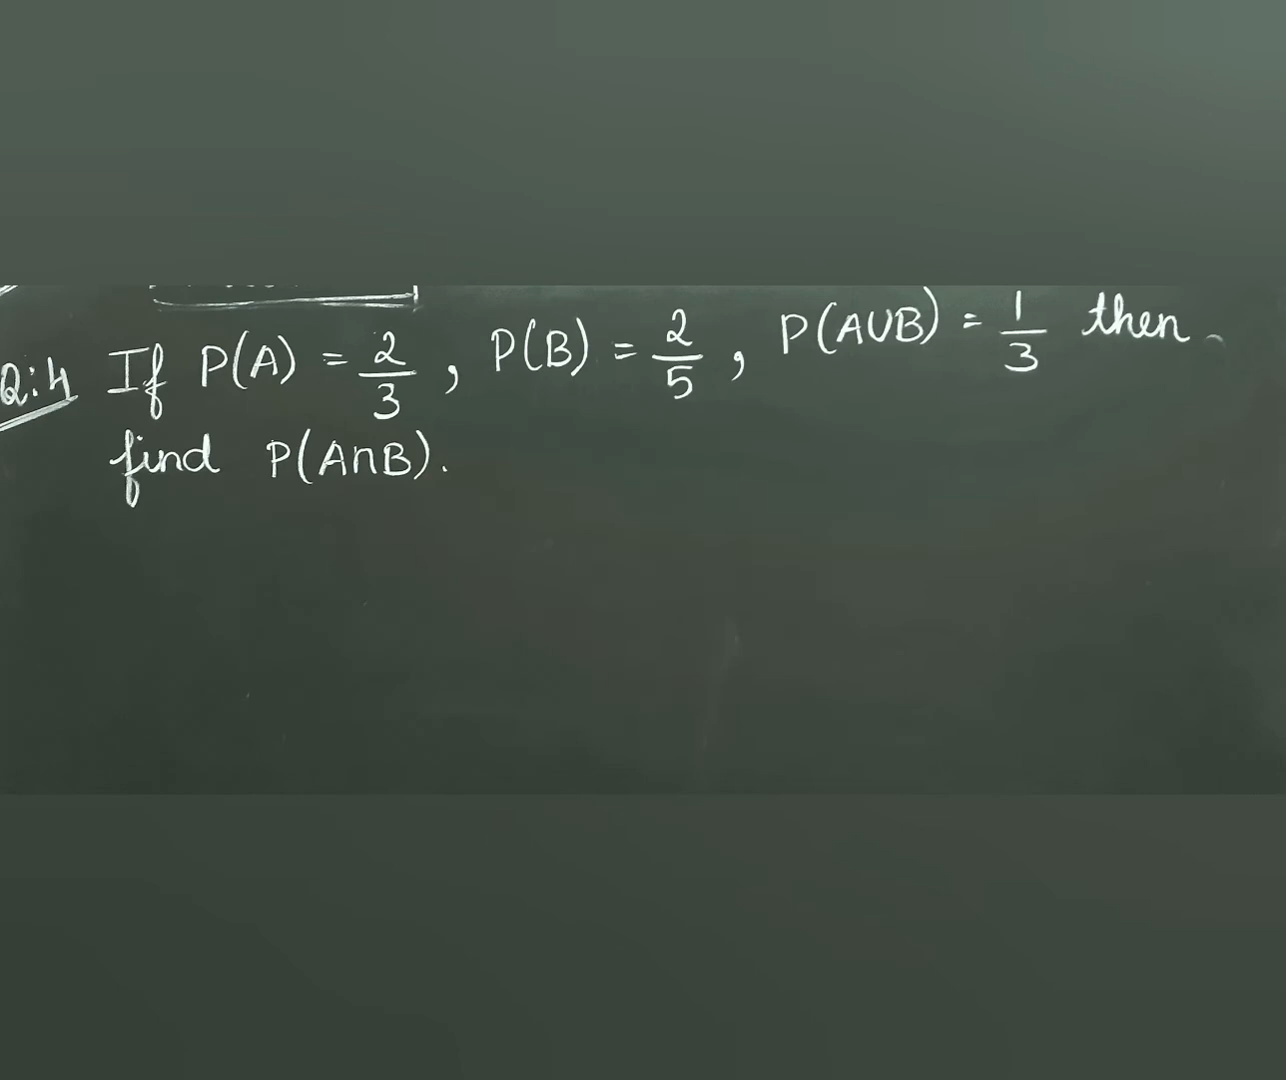 Q:4 If P(A) = 2/3 , P(B) = 2/5 , P(A∪B) = 1/3 then
find P(A∩B).